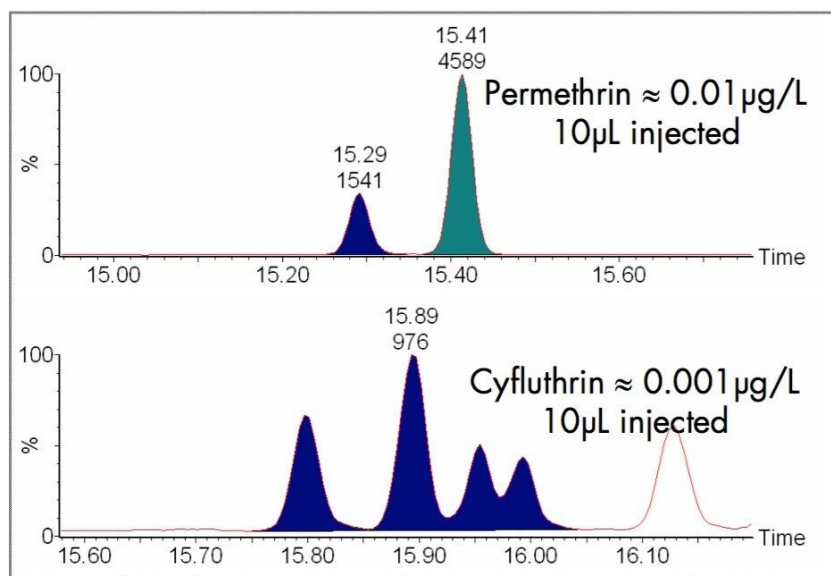 15.41
4589
100
Permethrin ≈ 0.01µg/L
10µL injected
15.29
1541
%
0
Time
15.00 15.20 15.40 15.60
15.89
976
100
Cyfluthrin ≈ 0.001µg/L
10µL injected
%
0
Time
15.60 15.70 15.80 15.90 16.00 16.10